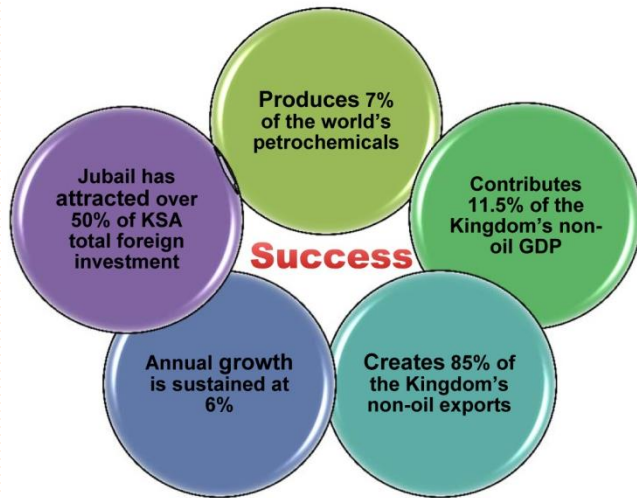 Produces 7%
of the world's
petrochemicals
Jubail has
attracted over
50% of KSA
total foreign
investment
Contributes
11.5% of the
Kingdom's non-
oil GDP
Success
Annual growth
is sustained at
6%
Creates 85% of
the Kingdom's
non-oil exports